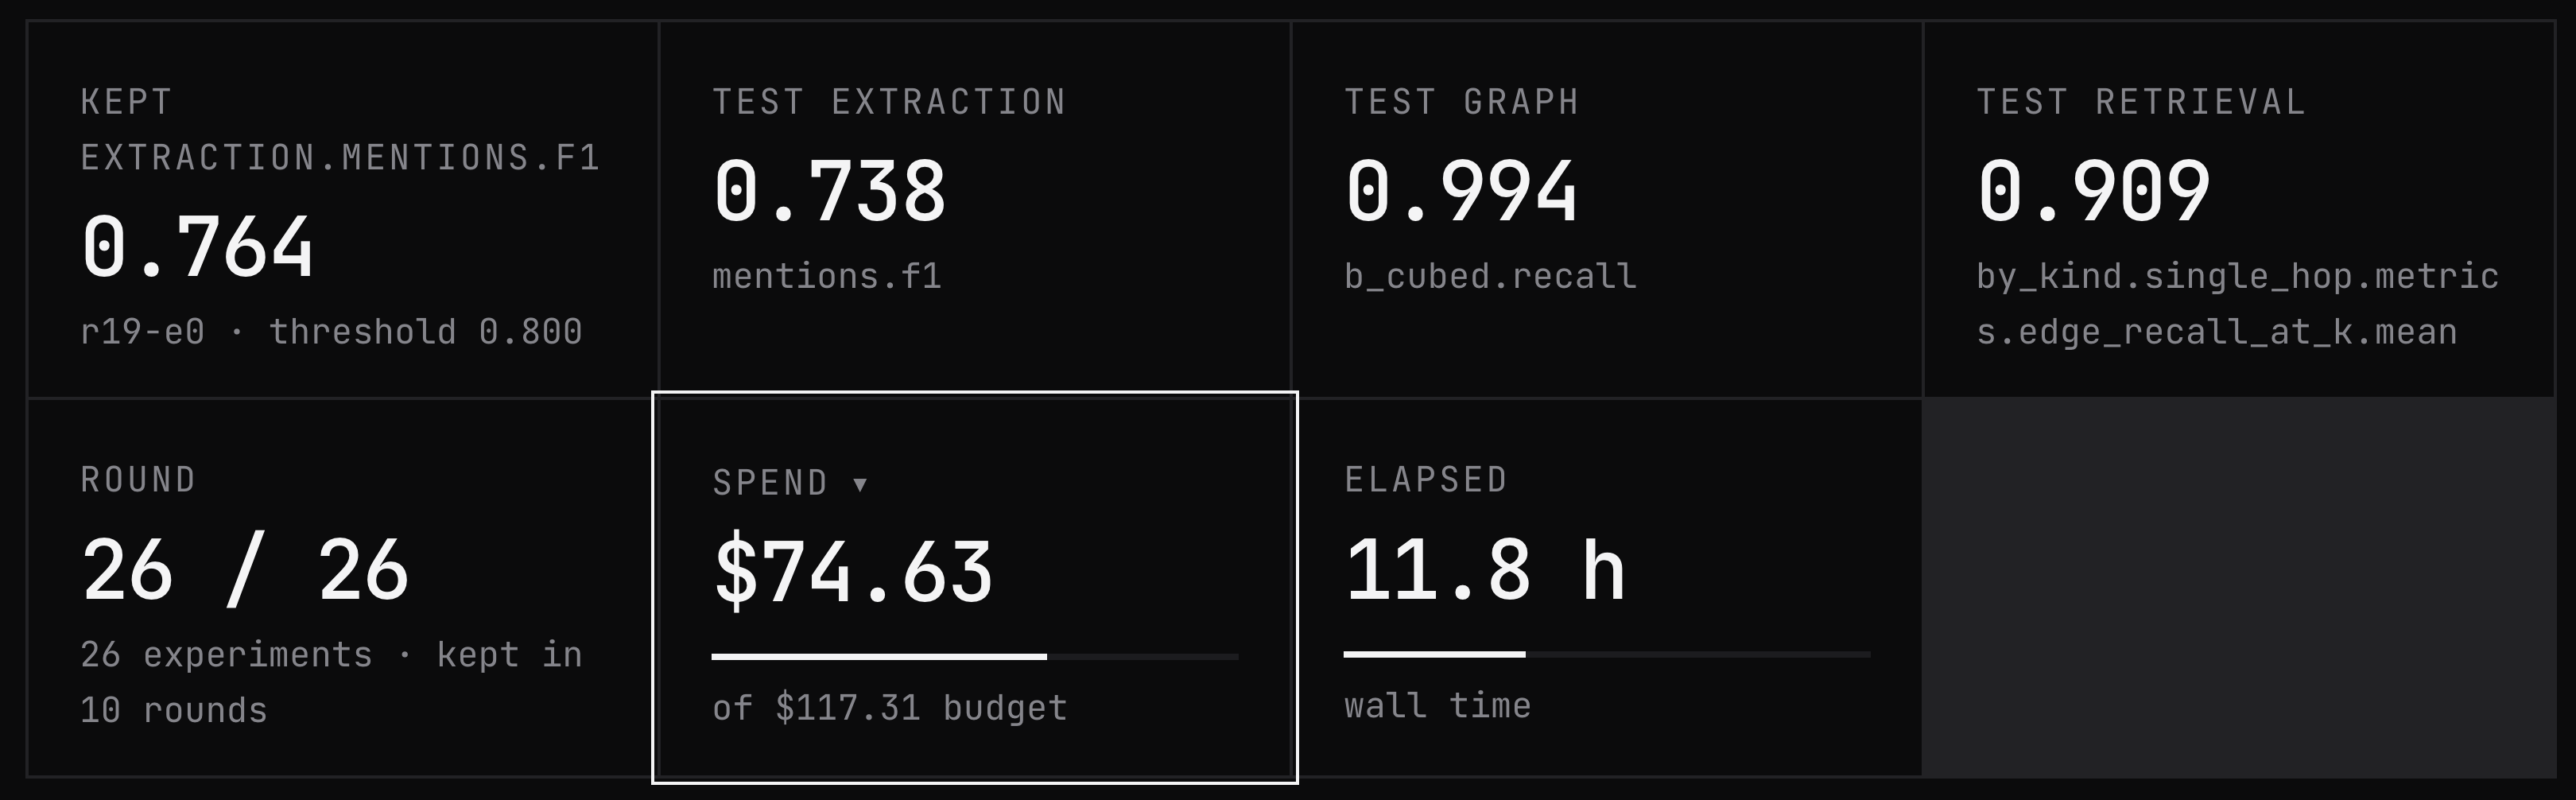 KEPT
EXTRACTION.MENTIONS.F1
0.764
r19-e0 · threshold 0.800
TEST EXTRACTION
0.738
mentions.f1
TEST GRAPH
0.994
b_cubed.recall
TEST RETRIEVAL
0.909
by_kind.single_hop.metric
s.edge_recall_at_k.mean
ROUND
26 / 26
26 experiments · kept in
10 rounds
SPEND ▾
$74.63
of $117.31 budget
ELAPSED
11.8 h
wall time